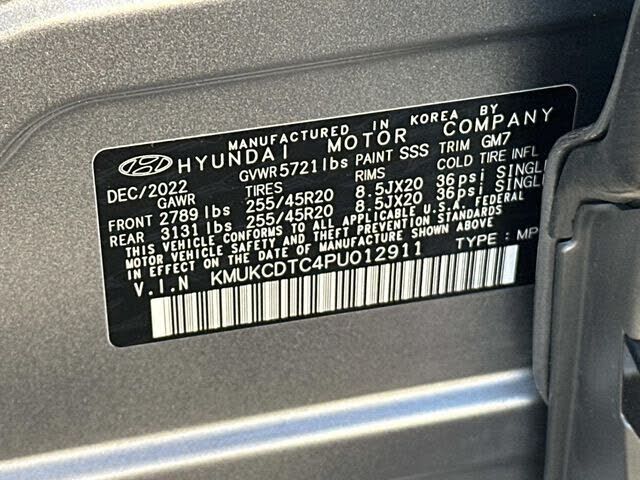 MANUFACTURED IN KOREA BY
HYUNDAI MOTOR COMPANY
DEC/2022 GVWR 5721 lbs PAINT SSS TRIM GM7
GAWR TIRES RIMS COLD TIRE INFL
FRONT 2789 lbs 255/45R20 8.5JX20 36psi SINGL
REAR 3131 lbs 255/45R20 8.5JX20 36psi SINGL
THIS VEHICLE CONFORMS TO ALL APPLICABLE U.S.A. FEDERAL
MOTOR VEHICLE SAFETY, BUMPER AND THEFT PREVENTION STANDARDS
IN EFFECT ON THE DATE OF MANUFACTURE SHOWN ABOVE
V.I.N KMUKCDTC4PU012911 TYPE : MP